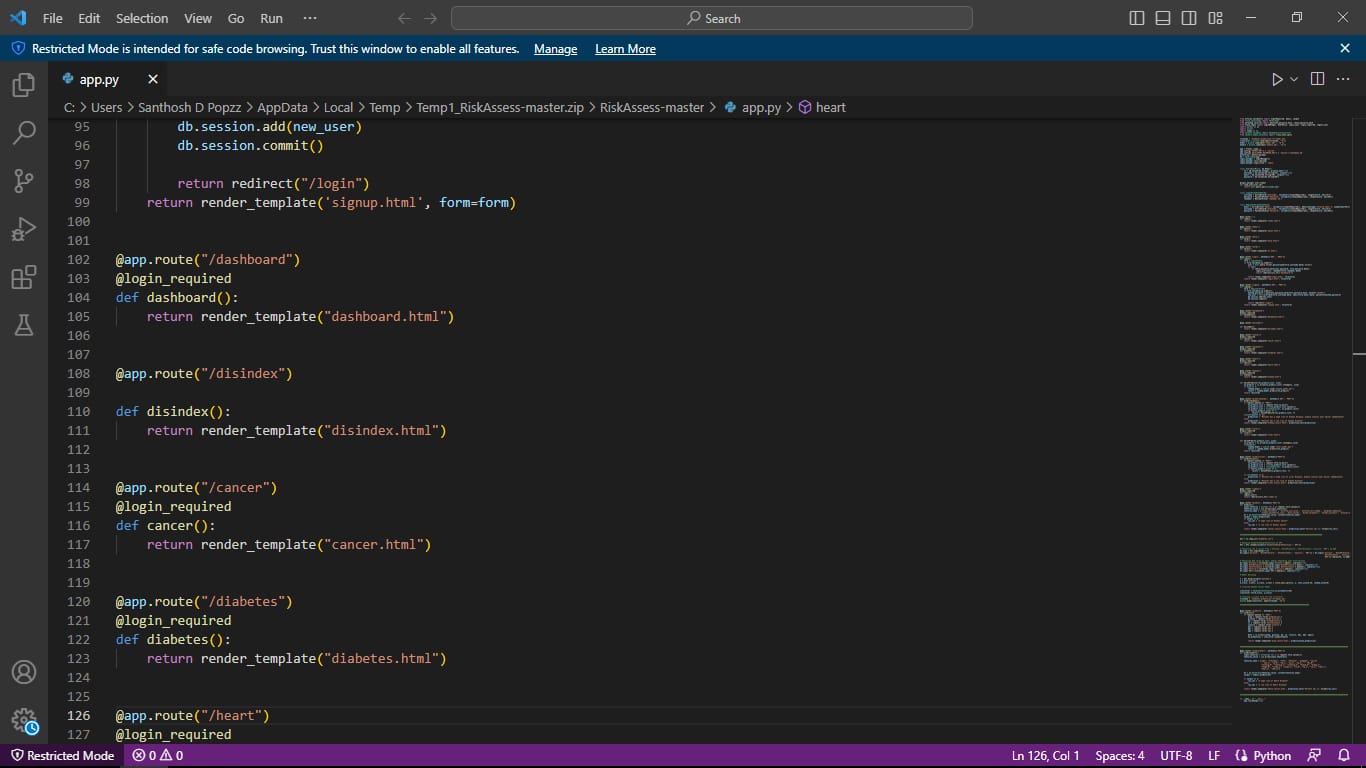 File Edit Selection View Go Run ··· Search
Restricted Mode is intended for safe code browsing. Trust this window to enable all features. Manage Learn More
app.py
C: > Users > Santhosh D Popzz > AppData > Local > Temp > Temp1_RiskAssess-master.zip > RiskAssess-master > app.py > heart
95 db.session.add(new_user)
96 db.session.commit()
97
98 return redirect("/login")
99 return render_template('signup.html', form=form)
100
101
102 @app.route("/dashboard")
103 @login_required
104 def dashboard():
105 return render_template("dashboard.html")
106
107
108 @app.route("/disindex")
109
110 def disindex():
111 return render_template("disindex.html")
112
113
114 @app.route("/cancer")
115 @login_required
116 def cancer():
117 return render_template("cancer.html")
118
119
120 @app.route("/diabetes")
121 @login_required
122 def diabetes():
123 return render_template("diabetes.html")
124
125
126 @app.route("/heart")
127 @login_required
Restricted Mode 0 0 Ln 126, Col 1 Spaces: 4 UTF-8 LF Python